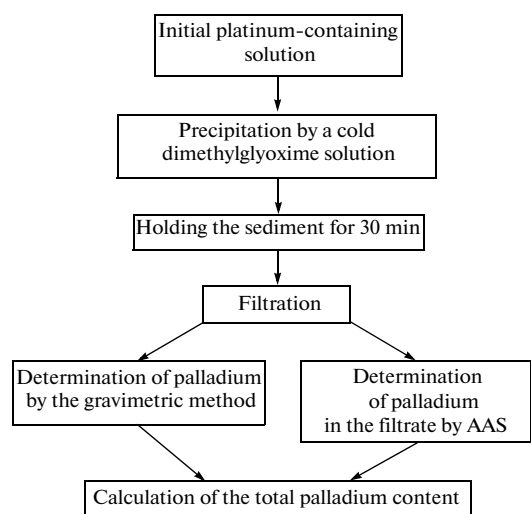 Initial platinum-containing
solution
Precipitation by a cold
dimethylglyoxime solution
Holding the sediment for 30 min
Filtration
Determination of palladium
by the gravimetric method
Determination
of palladium
in the filtrate by AAS
Calculation of the total palladium content